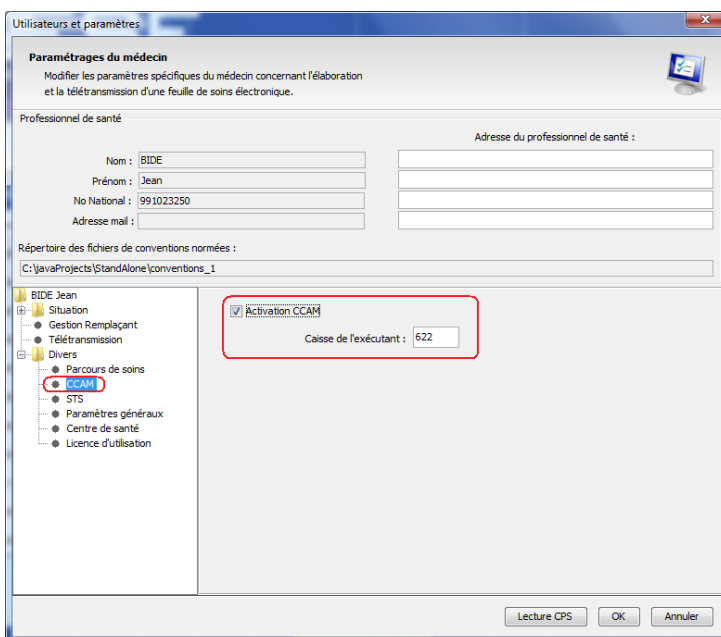 Utilisateurs et paramètres
x
Paramétrages du médecin
Modifier les paramètres spécifiques du médecin concernant l'élaboration
et la télétransmission d'une feuille de soins électronique.
Professionnel de santé
Adresse du professionnel de santé :
Nom : BIDE
Prénom : Jean
No National : 991023250
Adresse mail :
Répertoire des fichiers de conventions normées :
C:\javaProjects\StandAlone\conventions_1
BIDE Jean
Situation
Gestion Remplaçant
Télétransmission
Divers
Parcours de soins
CCAM
STS
Paramètres généraux
Centre de santé
Licence d'utilisation
Activation CCAM
Caisse de l'exécutant : 622
Lecture CPS
OK
Annuler